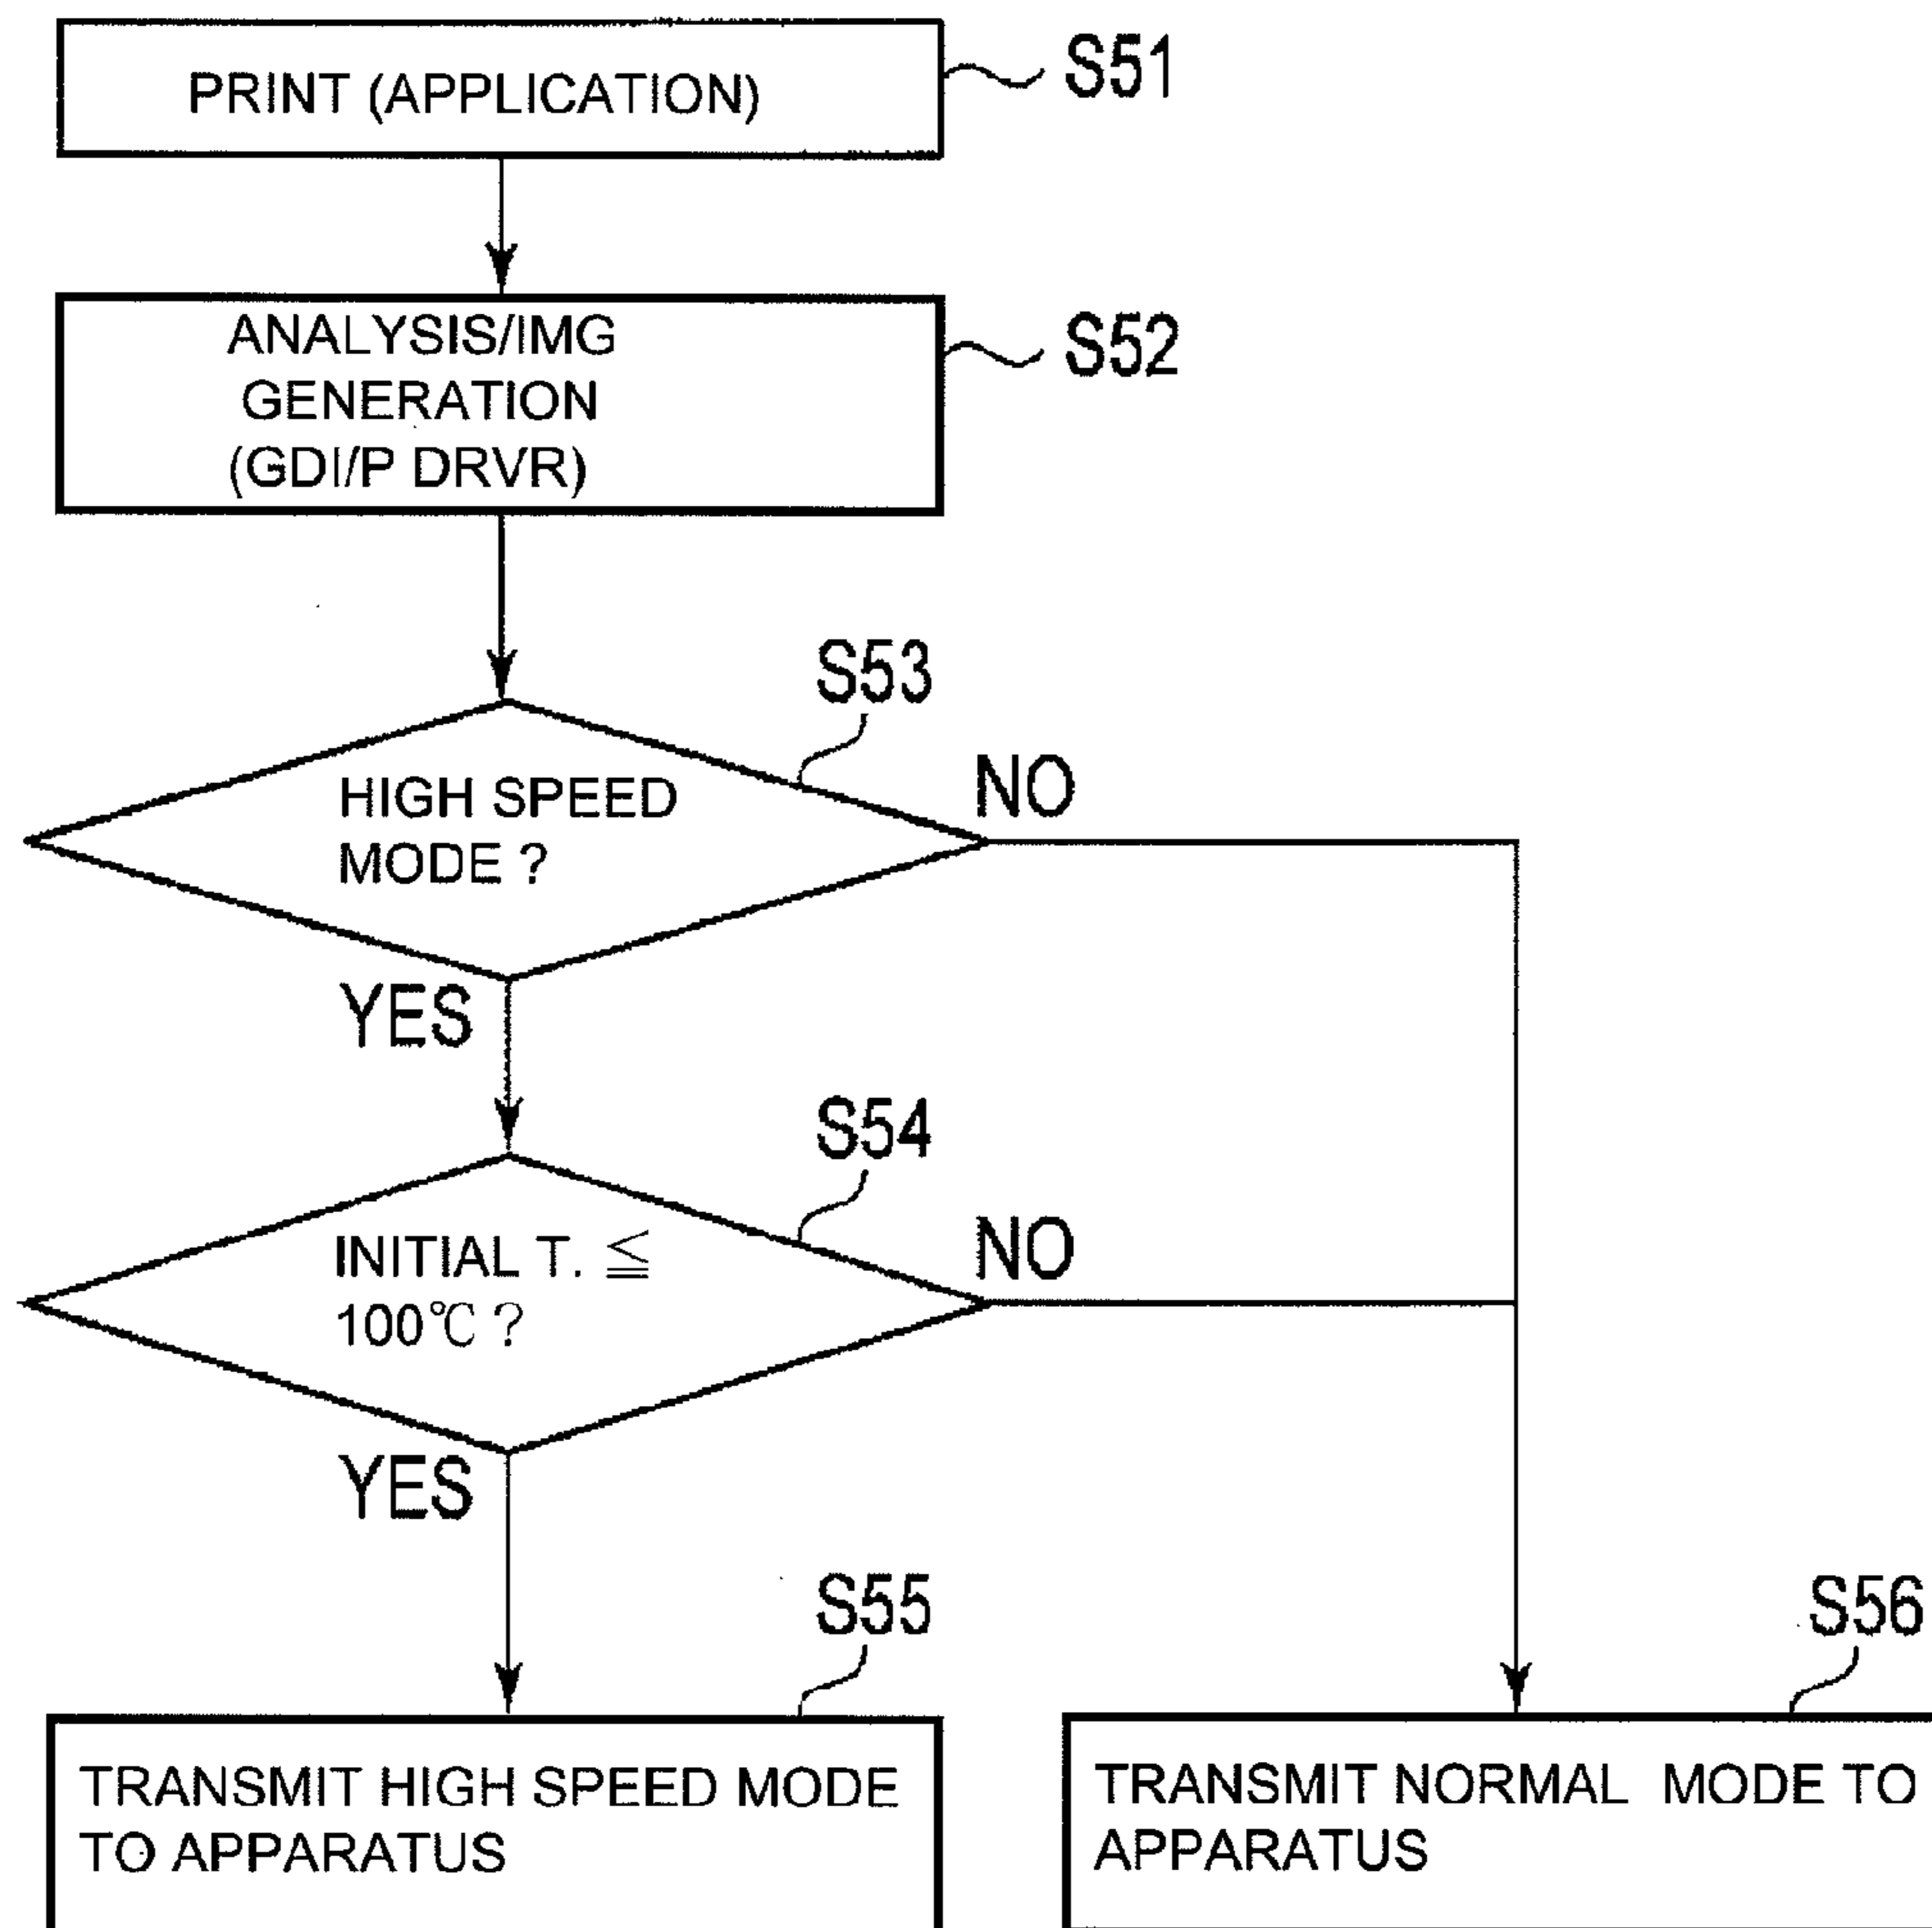 PRINT (APPLICATION)
S51
ANALYSIS/IMG
GENERATION
(GDI/P DRVR)
S52
S53
HIGH SPEED
MODE ?
NO
YES
S54
INITIAL T. ≦
100℃ ?
NO
YES
S55
TRANSMIT HIGH SPEED MODE
TO APPARATUS
S56
TRANSMIT NORMAL MODE TO
APPARATUS